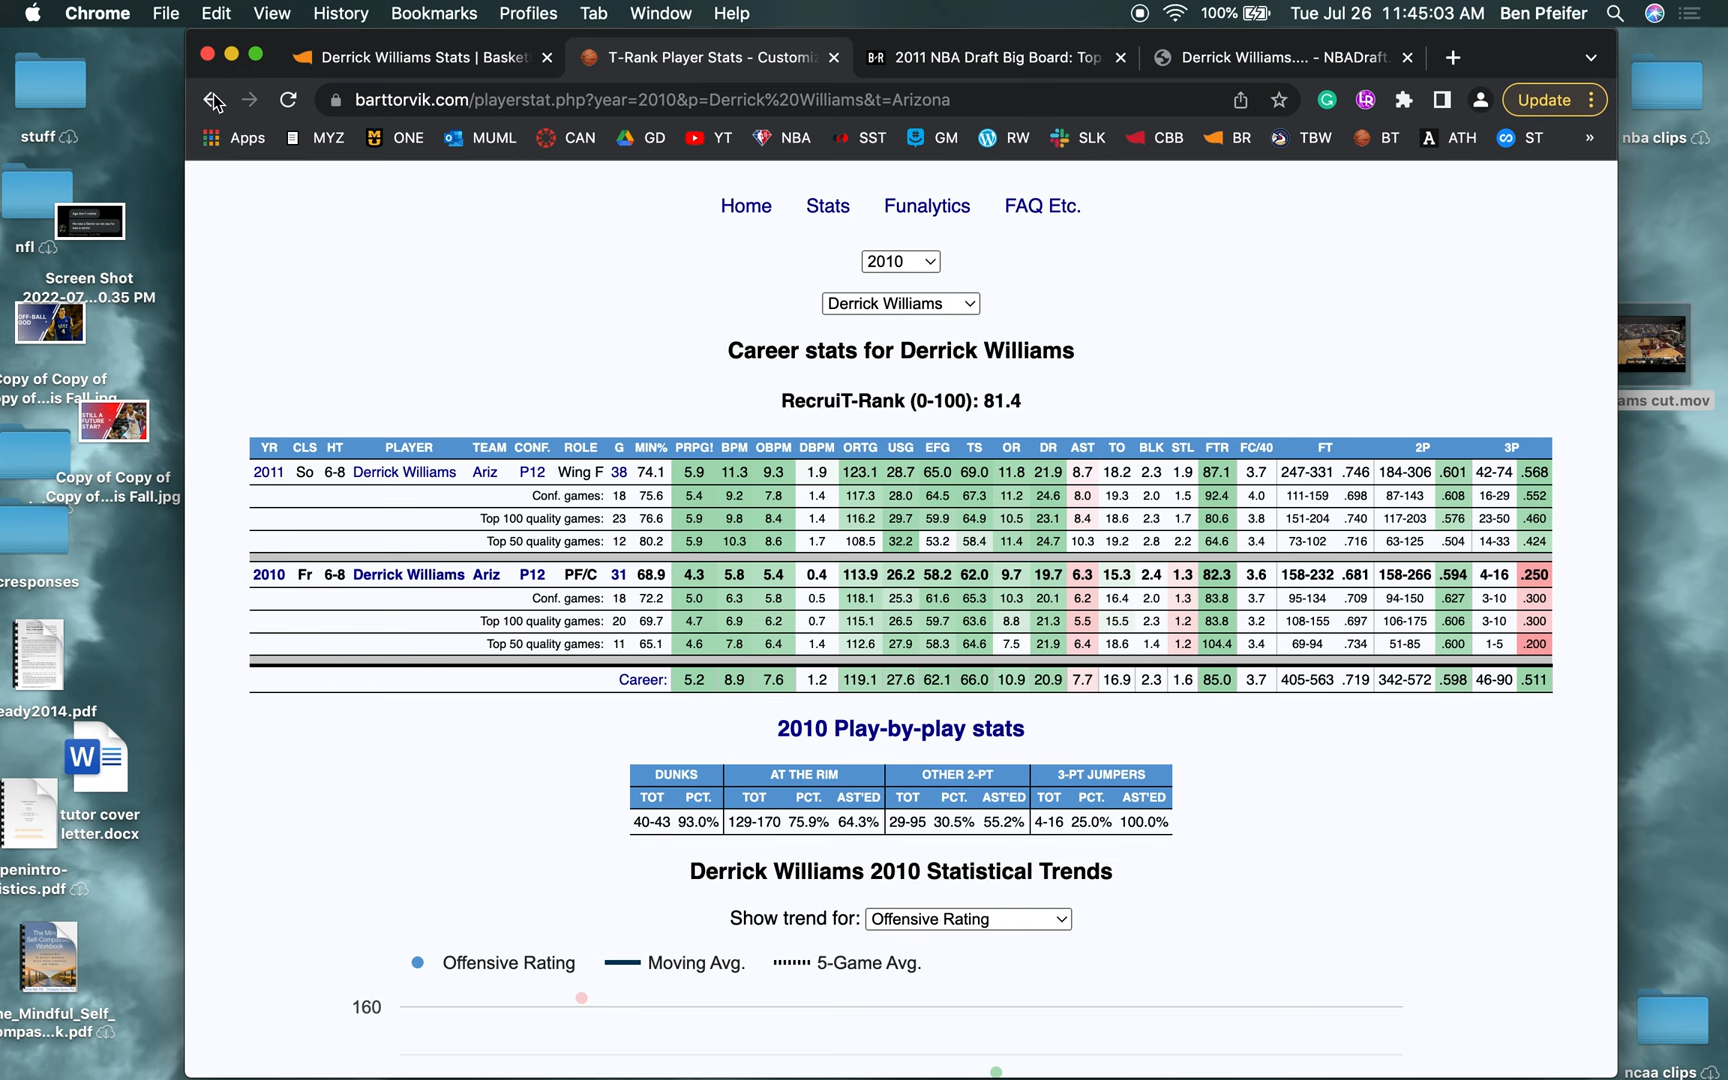 Chrome File Edit View History Bookmarks Profiles Tab Window Help 100% Tue Jul 26 11:45:03 AM Ben Pfeifer
Derrick Williams Stats | Basket T-Rank Player Stats - Customi B-R 2011 NBA Draft Big Board: Top Derrick Williams.... - NBADraft.
barttorvik.com/playerstat.php?year=2010&p=Derrick%20Williams&t=Arizona Update
Apps MYZ ONE MUML CAN GD YT NBA SST GM RW SLK CBB BR TBW BT ATH ST »
stuff
nfl
Screen Shot
2022-07...0.35 PM
OFF-BALL
GOD
opy of Copy of
py of...is Fall.jpg
STILL A
FUTURE
STAR?
Copy of Copy of
Copy of...is Fall.jpg
cresponses
eady2014.pdf
tutor cover
letter.docx
penintro-
istics.pdf
he_Mindful_Self_
ompas...k.pdf
nba clips
ams cut.mov
ncaa clips
Home Stats Funalytics FAQ Etc.
2010
Derrick Williams
Career stats for Derrick Williams
RecruiT-Rank (0-100): 81.4
YR CLS HT PLAYER TEAM CONF. ROLE G MIN% PRPG! BPM OBPM DBPM ORTG USG EFG TS OR DR AST TO BLK STL FTR FC/40 FT 2P 3P
2011 So 6-8 Derrick Williams Ariz P12 Wing F 38 74.1 5.9 11.3 9.3 1.9 123.1 28.7 65.0 69.0 11.8 21.9 8.7 18.2 2.3 1.9 87.1 3.7 247-331 .746 184-306 .601 42-74 .568
Conf. games: 18 75.6 5.4 9.2 7.8 1.4 117.3 28.0 64.5 67.3 11.2 24.6 8.0 19.3 2.0 1.5 92.4 4.0 111-159 .698 87-143 .608 16-29 .552
Top 100 quality games: 23 76.6 5.9 9.8 8.4 1.4 116.2 29.7 59.9 64.9 10.5 23.1 8.4 18.6 2.3 1.7 80.6 3.8 151-204 .740 117-203 .576 23-50 .460
Top 50 quality games: 12 80.2 5.9 10.3 8.6 1.7 108.5 32.2 53.2 58.4 11.4 24.7 10.3 19.2 2.8 2.2 64.6 3.4 73-102 .716 63-125 .504 14-33 .424
2010 Fr 6-8 Derrick Williams Ariz P12 PF/C 31 68.9 4.3 5.8 5.4 0.4 113.9 26.2 58.2 62.0 9.7 19.7 6.3 15.3 2.4 1.3 82.3 3.6 158-232 .681 158-266 .594 4-16 .250
Conf. games: 18 72.2 5.0 6.3 5.8 0.5 118.1 25.3 61.6 65.3 10.3 20.1 6.2 16.4 2.0 1.3 83.8 3.7 95-134 .709 94-150 .627 3-10 .300
Top 100 quality games: 20 69.7 4.7 6.9 6.2 0.7 115.1 26.5 59.7 63.6 8.8 21.3 5.5 15.5 2.3 1.2 83.8 3.2 108-155 .697 106-175 .606 3-10 .300
Top 50 quality games: 11 65.1 4.6 7.8 6.4 1.4 112.6 27.9 58.3 64.6 7.5 21.9 6.4 18.6 1.4 1.2 104.4 3.4 69-94 .734 51-85 .600 1-5 .200
Career: 5.2 8.9 7.6 1.2 119.1 27.6 62.1 66.0 10.9 20.9 7.7 16.9 2.3 1.6 85.0 3.7 405-563 .719 342-572 .598 46-90 .511
2010 Play-by-play stats
DUNKS AT THE RIM OTHER 2-PT 3-PT JUMPERS
TOT PCT. TOT PCT. AST'ED TOT PCT. AST'ED TOT PCT. AST'ED
40-43 93.0% 129-170 75.9% 64.3% 29-95 30.5% 55.2% 4-16 25.0% 100.0%
Derrick Williams 2010 Statistical Trends
Show trend for: Offensive Rating
Offensive Rating Moving Avg. 5-Game Avg.
160